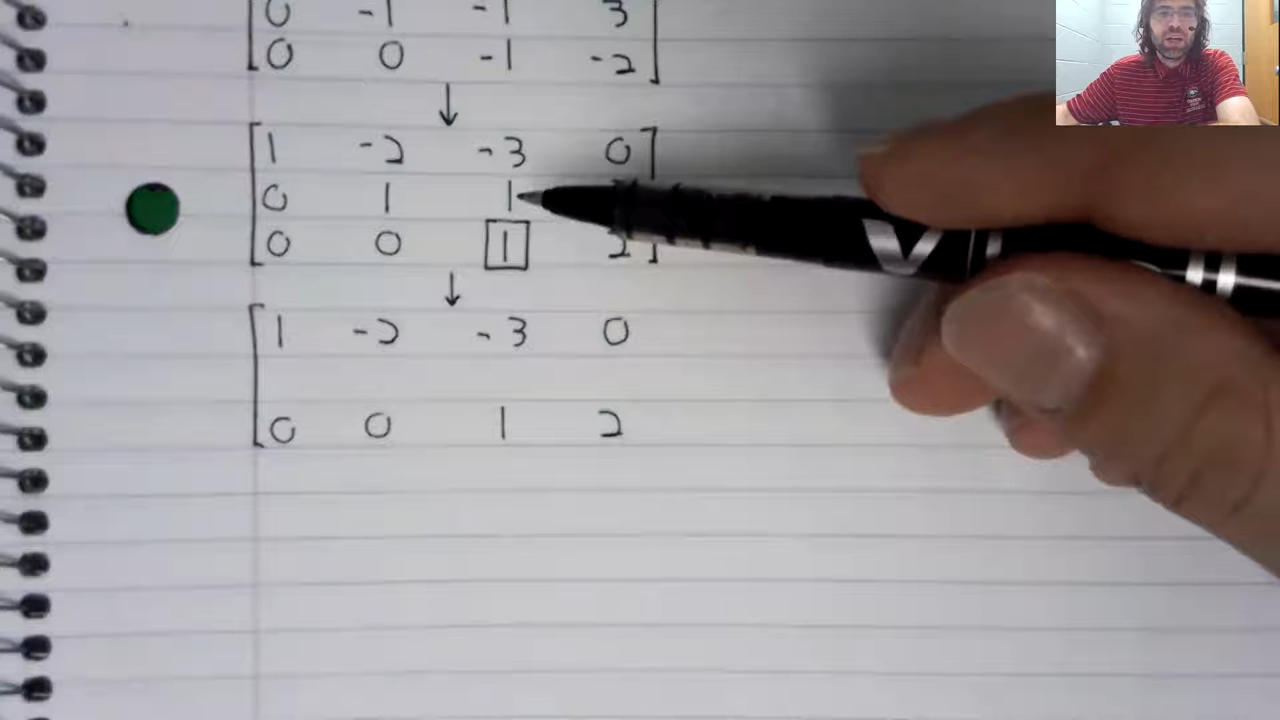 0 -1 -1 3
0 0 -1 -2
↓
1 -2 -3 0
0 1 1
0 0 1 2
↓
1 -2 -3 0
0 0 1 2